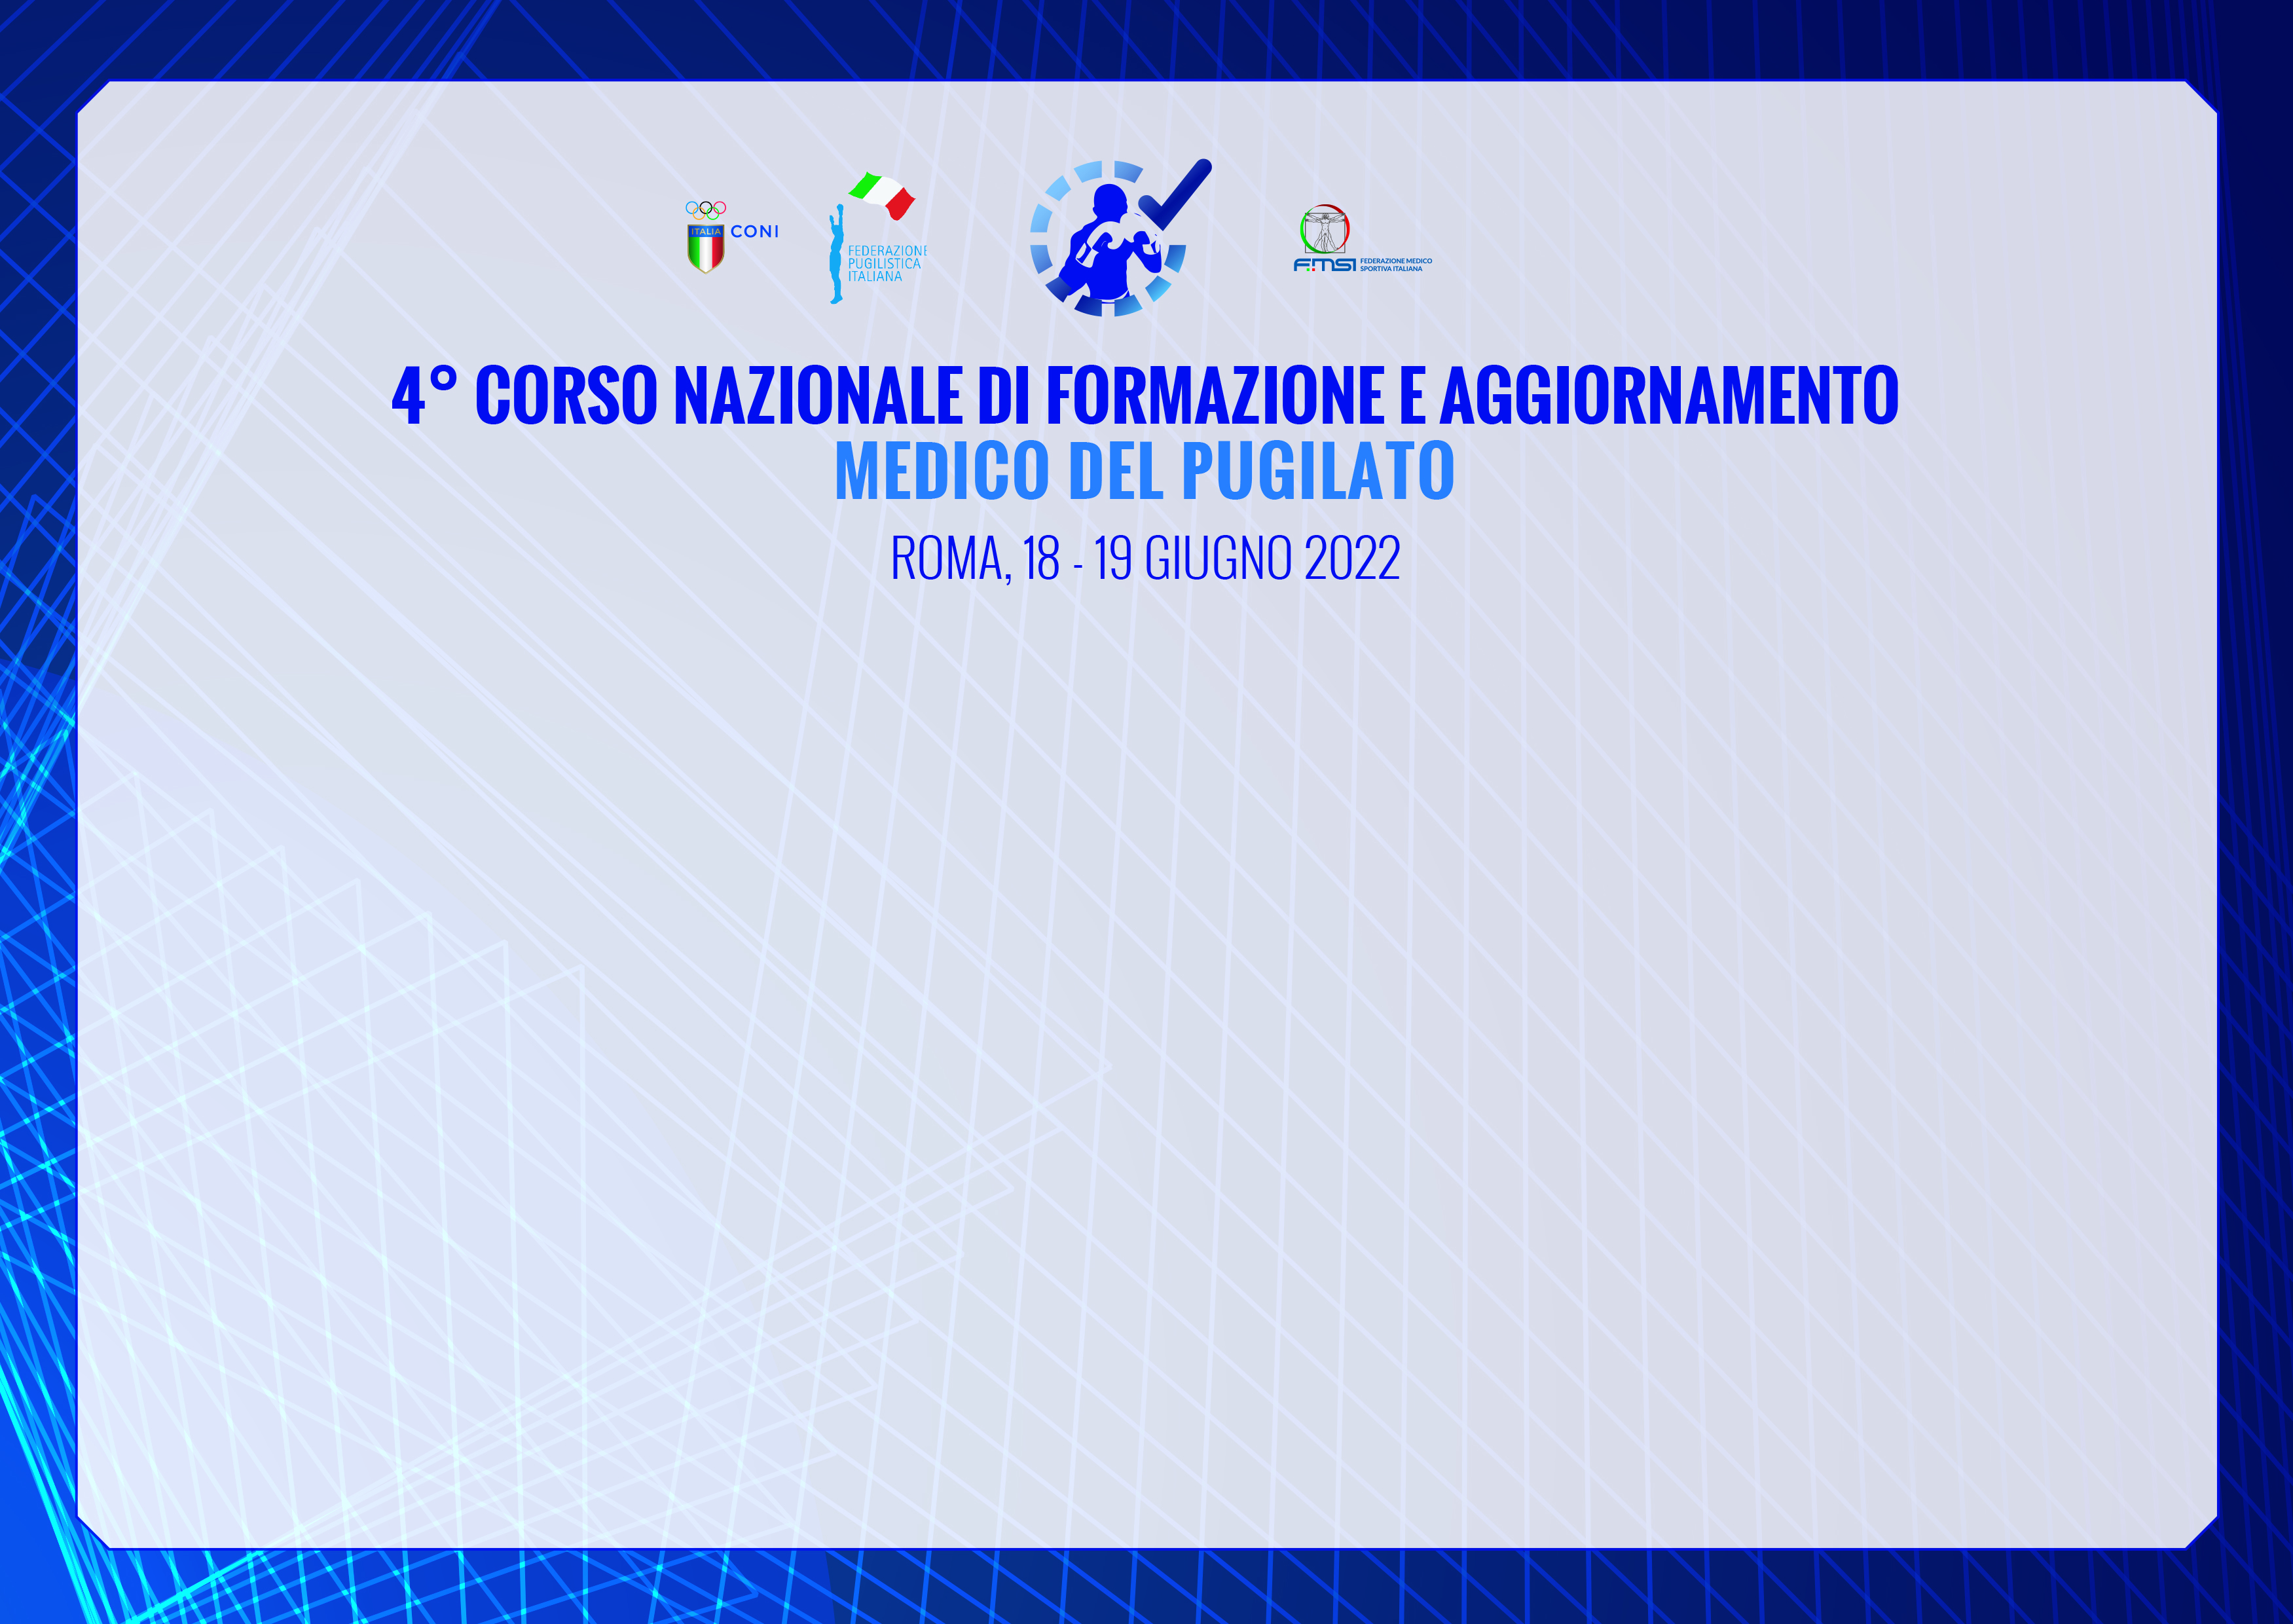 ITALIA
CONI
FEDERAZIONE
PUGILISTICA
ITALIANA
FMSI
FEDERAZIONE MEDICO
SPORTIVA ITALIANA
4° CORSO NAZIONALE DI FORMAZIONE E AGGIORNAMENTO
MEDICO DEL PUGILATO
ROMA, 18 - 19 GIUGNO 2022